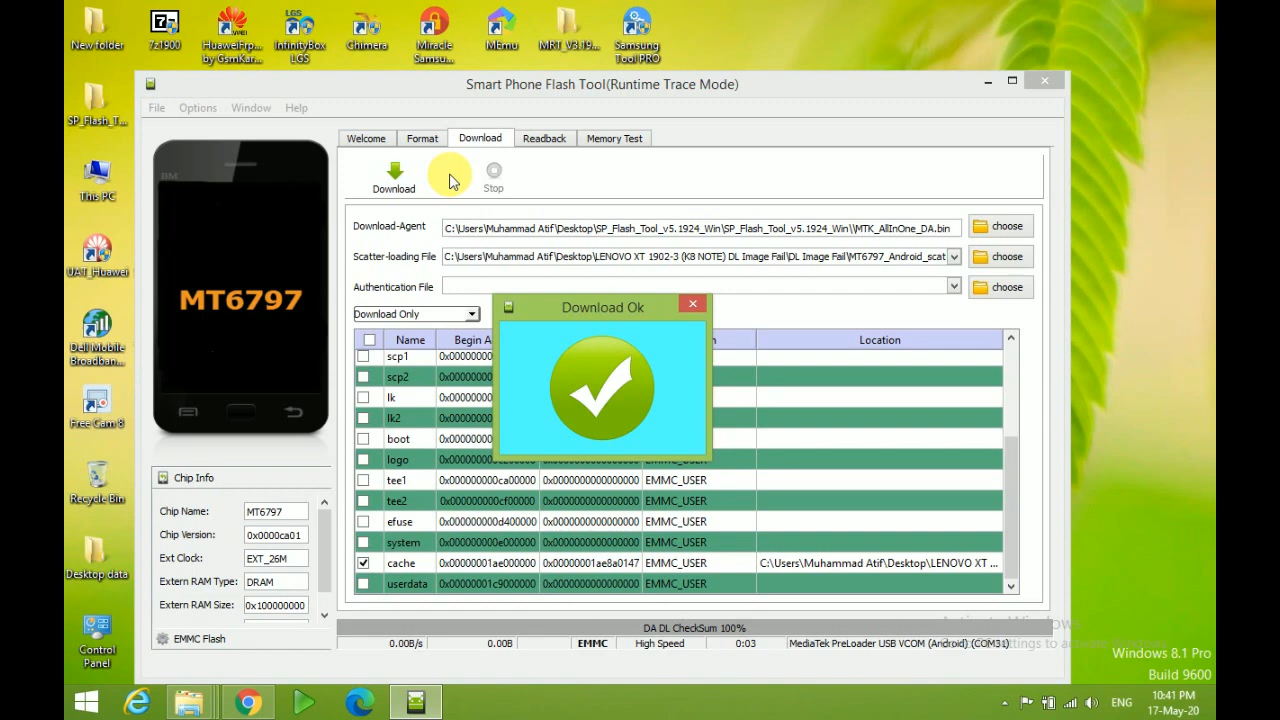 New folder
7z1900
HuaweiFrp...
by GsmKar...
LGS
InfinityBox
LGS
Chimera
Miracle
Samsu...
MEmu
MRT_V3.19...
Samsung
Tool PRO
SP_Flash_T...
This PC
UAT_Huawei
Dell Mobile
Broadban...
Free Cam 8
Recycle Bin
Desktop data
Control
Panel
Smart Phone Flash Tool(Runtime Trace Mode)
File Options Window Help
BM
MT6797
Welcome Format Download Readback Memory Test
Download Stop
Download-Agent C:\Users\Muhammad Atif\Desktop\SP_Flash_Tool_v5.1924_Win\SP_Flash_Tool_v5.1924_Win\\MTK_AllInOne_DA.bin choose
Scatter-loading File C:\Users\Muhammad Atif\Desktop\LENOVO XT 1902-3 (K8 NOTE) DL Image Fail\DL Image Fail\MT6797_Android_scat choose
Authentication File choose
Download Only
Download Ok
Name Begin A Location
scp1
scp2
lk
lk2
boot
logo EMMC_USER
tee1 0x000000000ca00000 0x0000000000000000 EMMC_USER
tee2 0x000000000cf00000 0x0000000000000000 EMMC_USER
efuse 0x000000000d400000 0x0000000000000000 EMMC_USER
system 0x000000000e000000 0x0000000000000000 EMMC_USER
cache 0x00000001ae000000 0x00000001ae8a0147 EMMC_USER C:\Users\Muhammad Atif\Desktop\LENOVO XT ...
userdata 0x00000001c9000000 0x0000000000000000 EMMC_USER
Chip Info
Chip Name: MT6797
Chip Version: 0x0000ca01
Ext Clock: EXT_26M
Extern RAM Type: DRAM
Extern RAM Size: 0x100000000
EMMC Flash
DA DL CheckSum 100%
0.00B/s 0.00B EMMC High Speed 0:03 MediaTek PreLoader USB VCOM (Android) (COM31)
Windows 8.1 Pro
Build 9600
ENG
10:41 PM
17-May-20